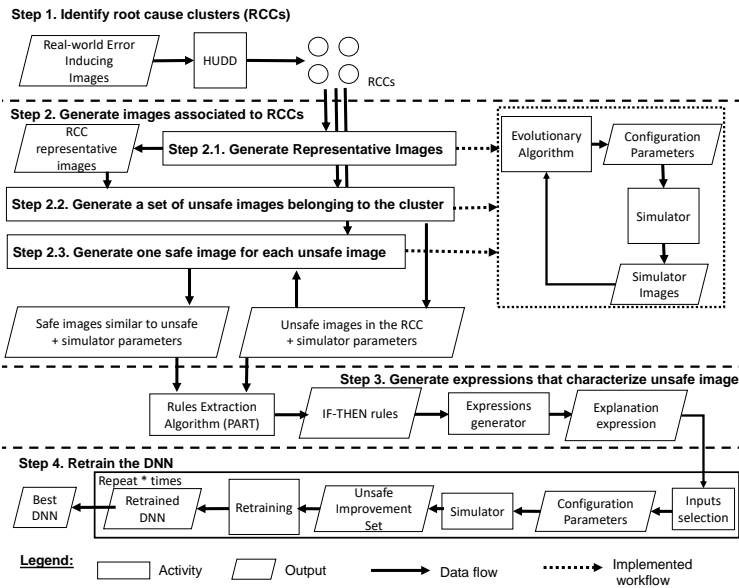 Step 1. Identify root cause clusters (RCCs)
Real-world Error
Inducing
Images
HUDD
RCCs
Step 2. Generate images associated to RCCs
RCC
representative
images
Step 2.1. Generate Representative Images
Evolutionary
Algorithm
Configuration
Parameters
Step 2.2. Generate a set of unsafe images belonging to the cluster
Simulator
Step 2.3. Generate one safe image for each unsafe image
Simulator
Images
Safe images similar to unsafe
+ simulator parameters
Unsafe images in the RCC
+ simulator parameters
Step 3. Generate expressions that characterize unsafe image
Rules Extraction
Algorithm (PART)
IF-THEN rules
Expressions
generator
Explanation
expression
Step 4. Retrain the DNN
Repeat * times
Best
DNN
Retrained
DNN
Retraining
Unsafe
Improvement
Set
Simulator
Configuration
Parameters
Inputs
selection
Legend:
Activity
Output
Data flow
Implemented
workflow